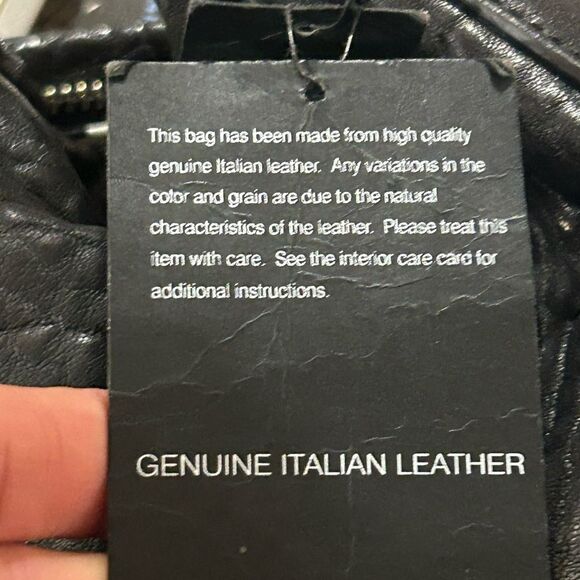 This bag has been made from high quality
genuine Italian leather. Any variations in the
color and grain are due to the natural
characteristics of the leather. Please treat this
item with care. See the interior care card for
additional instructions.
GENUINE ITALIAN LEATHER